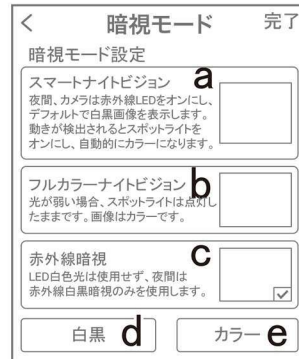 < 暗視モード 完了
暗視モード設定
スマートナイトビジョン a
夜間、カメラは赤外線LEDをオンにし、
デフォルトで白黒画像を表示します。
動きが検出されるとスポットライトを
オンにし、自動的にカラーになります。
フルカラーナイトビジョン b
光が弱い場合、スポットライトは点灯し
たままです。画像はカラーです。
赤外線暗視 c
LED白色光は使用せず、夜間は
赤外線白黒暗視のみを使用します。
白黒 d カラー e